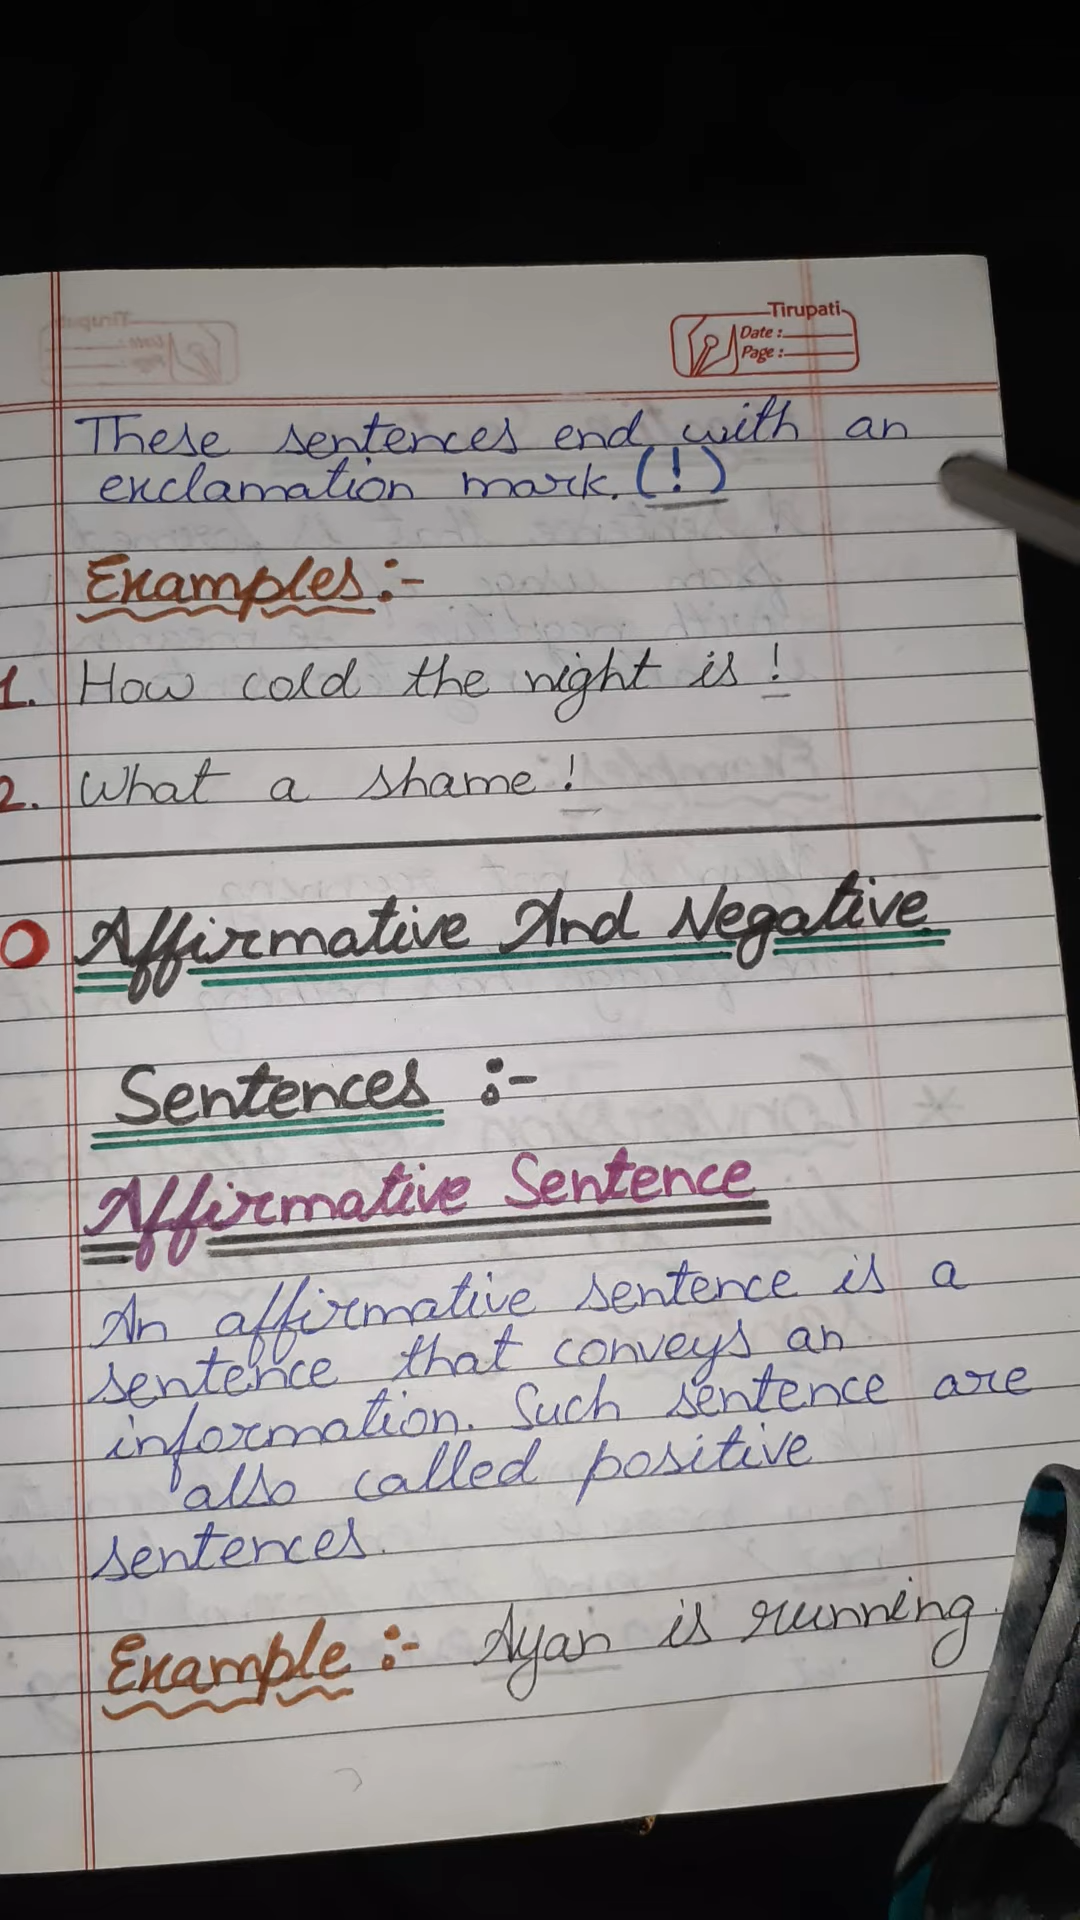 Tirupati
Date :
Page :
These sentences end with an
exclamation mark. (!)
Examples :-
1. How cold the night is !
2. What a shame !
Affirmative And Negative
Sentences :-
Affirmative Sentence
An affirmative sentence is a
sentence that conveys an
information. Such sentence are
also called positive
sentences.
Example :- Ayan is running.